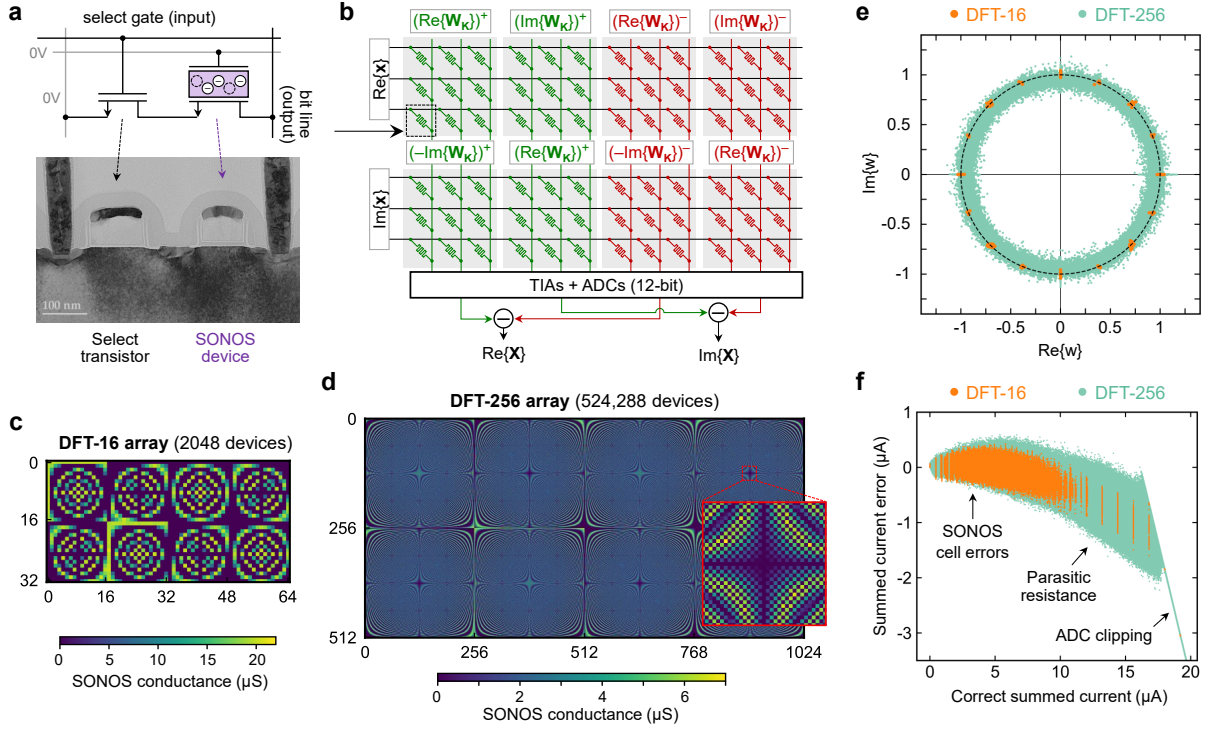 a
select gate (input)
0V
0V
bit line
(output)
100 nm
Select
transistor
SONOS
device
b
(Re{W_K})⁺
(Im{W_K})⁺
(Re{W_K})⁻
(Im{W_K})⁻
Re{x}
(–Im{W_K})⁺
(Re{W_K})⁺
(–Im{W_K})⁻
(Re{W_K})⁻
Im{x}
TIAs + ADCs (12-bit)
Re{X}
Im{X}
c
DFT-16 array (2048 devices)
0
16
32
0 16 32 48 64
0 5 10 15 20
SONOS conductance (µS)
d
DFT-256 array (524,288 devices)
0
256
512
0 256 512 768 1024
0 2 4 6
SONOS conductance (µS)
e
DFT-16 DFT-256
Im{w}
1
0.5
0
-0.5
-1
-1 -0.5 0 0.5 1
Re{w}
f
DFT-16 DFT-256
Summed current error (µA)
1
0
-1
-2
-3
SONOS
cell errors
Parasitic
resistance
ADC clipping
0 5 10 15 20
Correct summed current (µA)